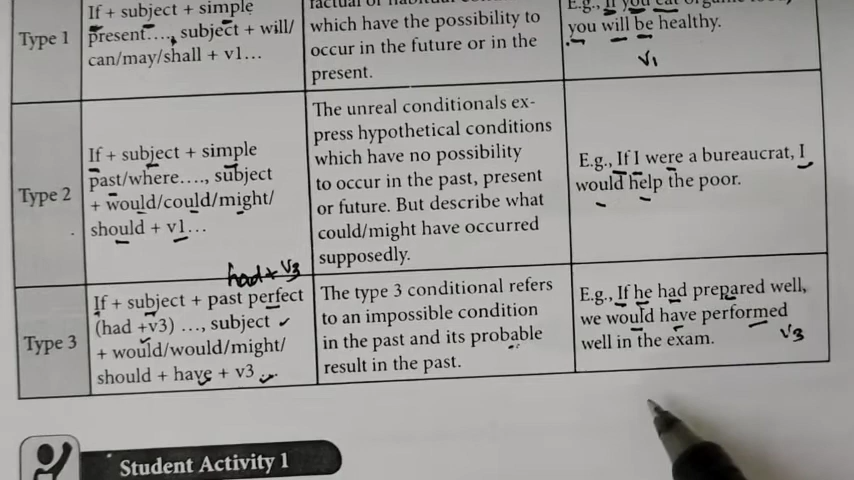 Type 1
If + subject + simple
present...., subject + will/
can/may/shall + v1...
which have the possibility to
occur in the future or in the
present.
E.g., If you eat
you will be healthy.
v1
Type 2
If + subject + simple
past/where...., subject
+ would/could/might/
should + v1...
The unreal conditionals ex-
press hypothetical conditions
which have no possibility
to occur in the past, present
or future. But describe what
could/might have occurred
supposedly.
E.g., If I were a bureaucrat, I
would help the poor.
had + v3
Type 3
If + subject + past perfect
(had +v3) ..., subject
+ would/would/might/
should + have + v3 ...
The type 3 conditional refers
to an impossible condition
in the past and its probable
result in the past.
E.g., If he had prepared well,
we would have performed
well in the exam.
v3
Student Activity 1